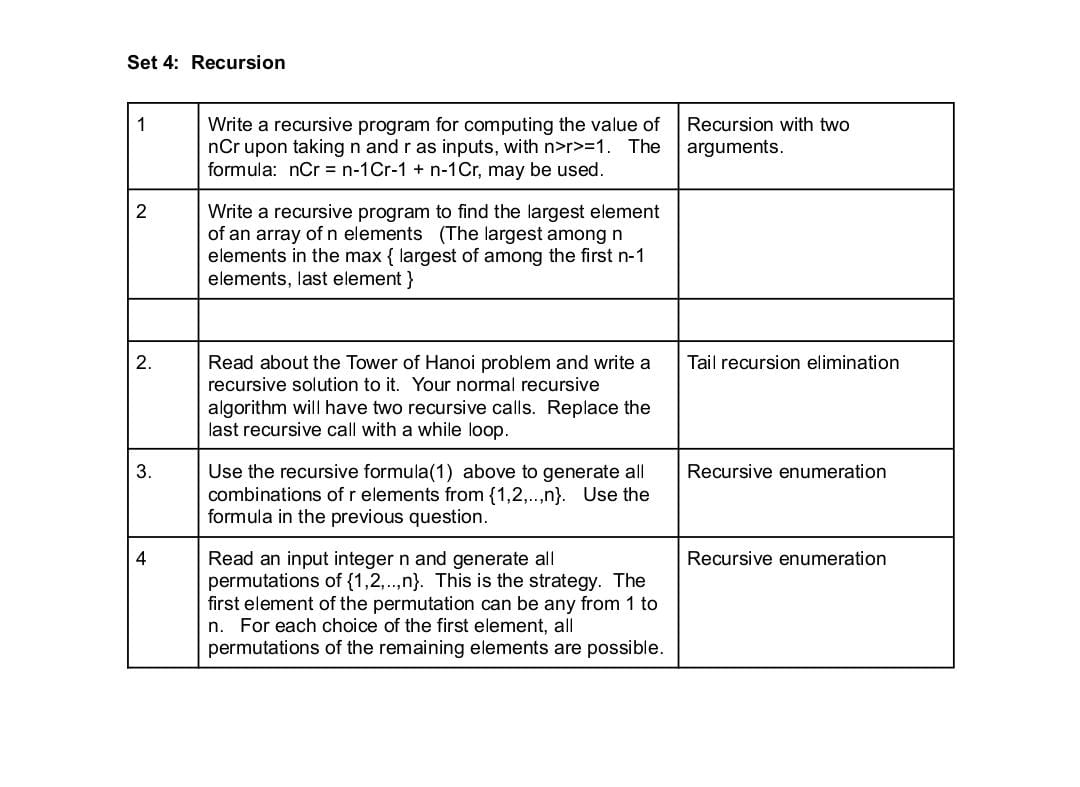 Set 4:  Recursion
1
Write a recursive program for computing the value of
nCr upon taking n and r as inputs, with n>r>=1.   The
formula:  nCr = n-1Cr-1 + n-1Cr, may be used.
Recursion with two
arguments.
2
Write a recursive program to find the largest element
of an array of n elements   (The largest among n
elements in the max { largest of among the first n-1
elements, last element }
2.
Read about the Tower of Hanoi problem and write a
recursive solution to it.  Your normal recursive
algorithm will have two recursive calls.  Replace the
last recursive call with a while loop.
Tail recursion elimination
3.
Use the recursive formula(1)  above to generate all
combinations of r elements from {1,2,..,n}.   Use the
formula in the previous question.
Recursive enumeration
4
Read an input integer n and generate all
permutations of {1,2,..,n}.  This is the strategy.  The
first element of the permutation can be any from 1 to
n.   For each choice of the first element, all
permutations of the remaining elements are possible.
Recursive enumeration